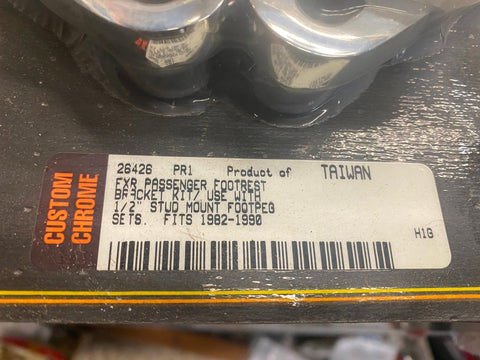 CUSTOM
CHROME
26426 PR1 Product of TAIWAN
FXR PASSENGER FOOTREST
BRACKET KIT/ USE WITH
1/2" STUD MOUNT FOOTPEG
SETS. FITS 1982-1990
H1G